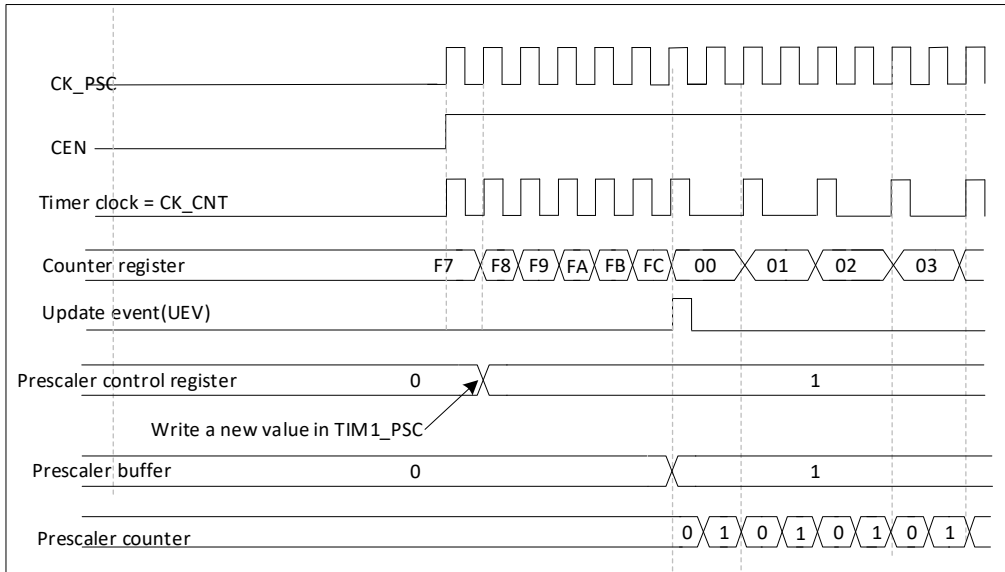 CK_PSC
CEN
Timer clock = CK_CNT
Counter register F7 F8 F9 FA FB FC 00 01 02 03
Update event(UEV)
Prescaler control register 0 1
Write a new value in TIM1_PSC
Prescaler buffer 0 1
Prescaler counter 0 1 0 1 0 1 0 1